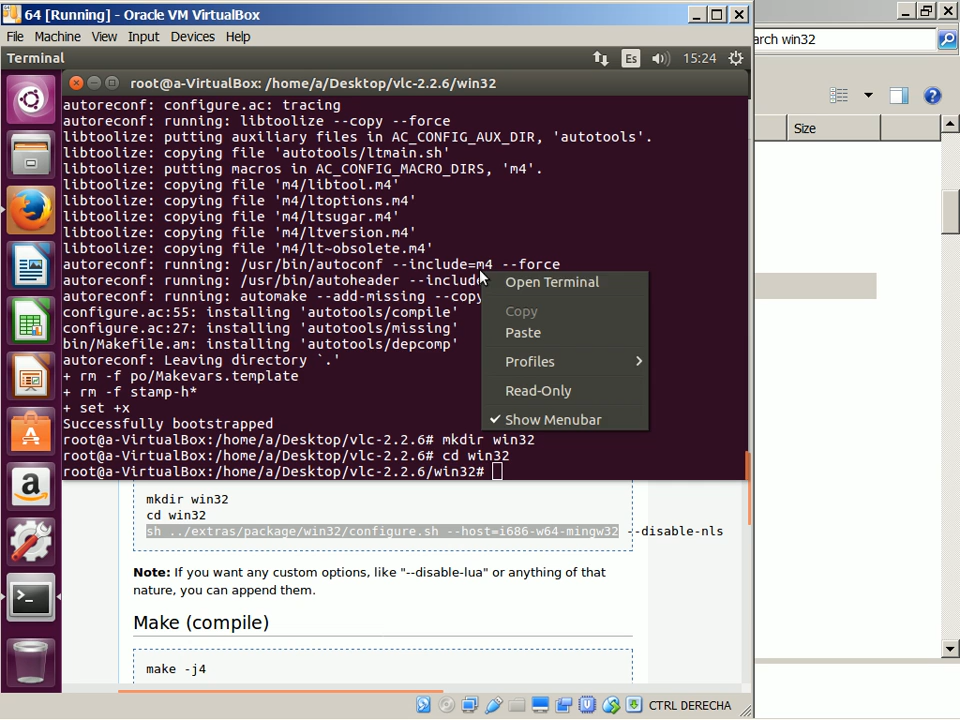 64 [Running] - Oracle VM VirtualBox
File Machine View Input Devices Help
arch win32
Terminal
Es
15:24
root@a-VirtualBox: /home/a/Desktop/vlc-2.2.6/win32
Size
autoreconf: configure.ac: tracing
autoreconf: running: libtoolize --copy --force
libtoolize: putting auxiliary files in AC_CONFIG_AUX_DIR, 'autotools'.
libtoolize: copying file 'autotools/ltmain.sh'
libtoolize: putting macros in AC_CONFIG_MACRO_DIRS, 'm4'.
libtoolize: copying file 'm4/libtool.m4'
libtoolize: copying file 'm4/ltoptions.m4'
libtoolize: copying file 'm4/ltsugar.m4'
libtoolize: copying file 'm4/ltversion.m4'
libtoolize: copying file 'm4/lt~obsolete.m4'
autoreconf: running: /usr/bin/autoconf --include=m4 --force
autoreconf: running: /usr/bin/autoheader --include
autoreconf: running: automake --add-missing --copy
configure.ac:55: installing 'autotools/compile'
configure.ac:27: installing 'autotools/missing'
bin/Makefile.am: installing 'autotools/depcomp'
autoreconf: Leaving directory `.'
+ rm -f po/Makevars.template
+ rm -f stamp-h*
+ set +x
Successfully bootstrapped
root@a-VirtualBox:/home/a/Desktop/vlc-2.2.6# mkdir win32
root@a-VirtualBox:/home/a/Desktop/vlc-2.2.6# cd win32
root@a-VirtualBox:/home/a/Desktop/vlc-2.2.6/win32#
Open Terminal
Copy
Paste
Profiles
Read-Only
Show Menubar
mkdir win32
cd win32
sh ../extras/package/win32/configure.sh --host=i686-w64-mingw32 --disable-nls
Note: If you want any custom options, like "--disable-lua" or anything of that
nature, you can append them.
Make (compile)
make -j4
CTRL DERECHA